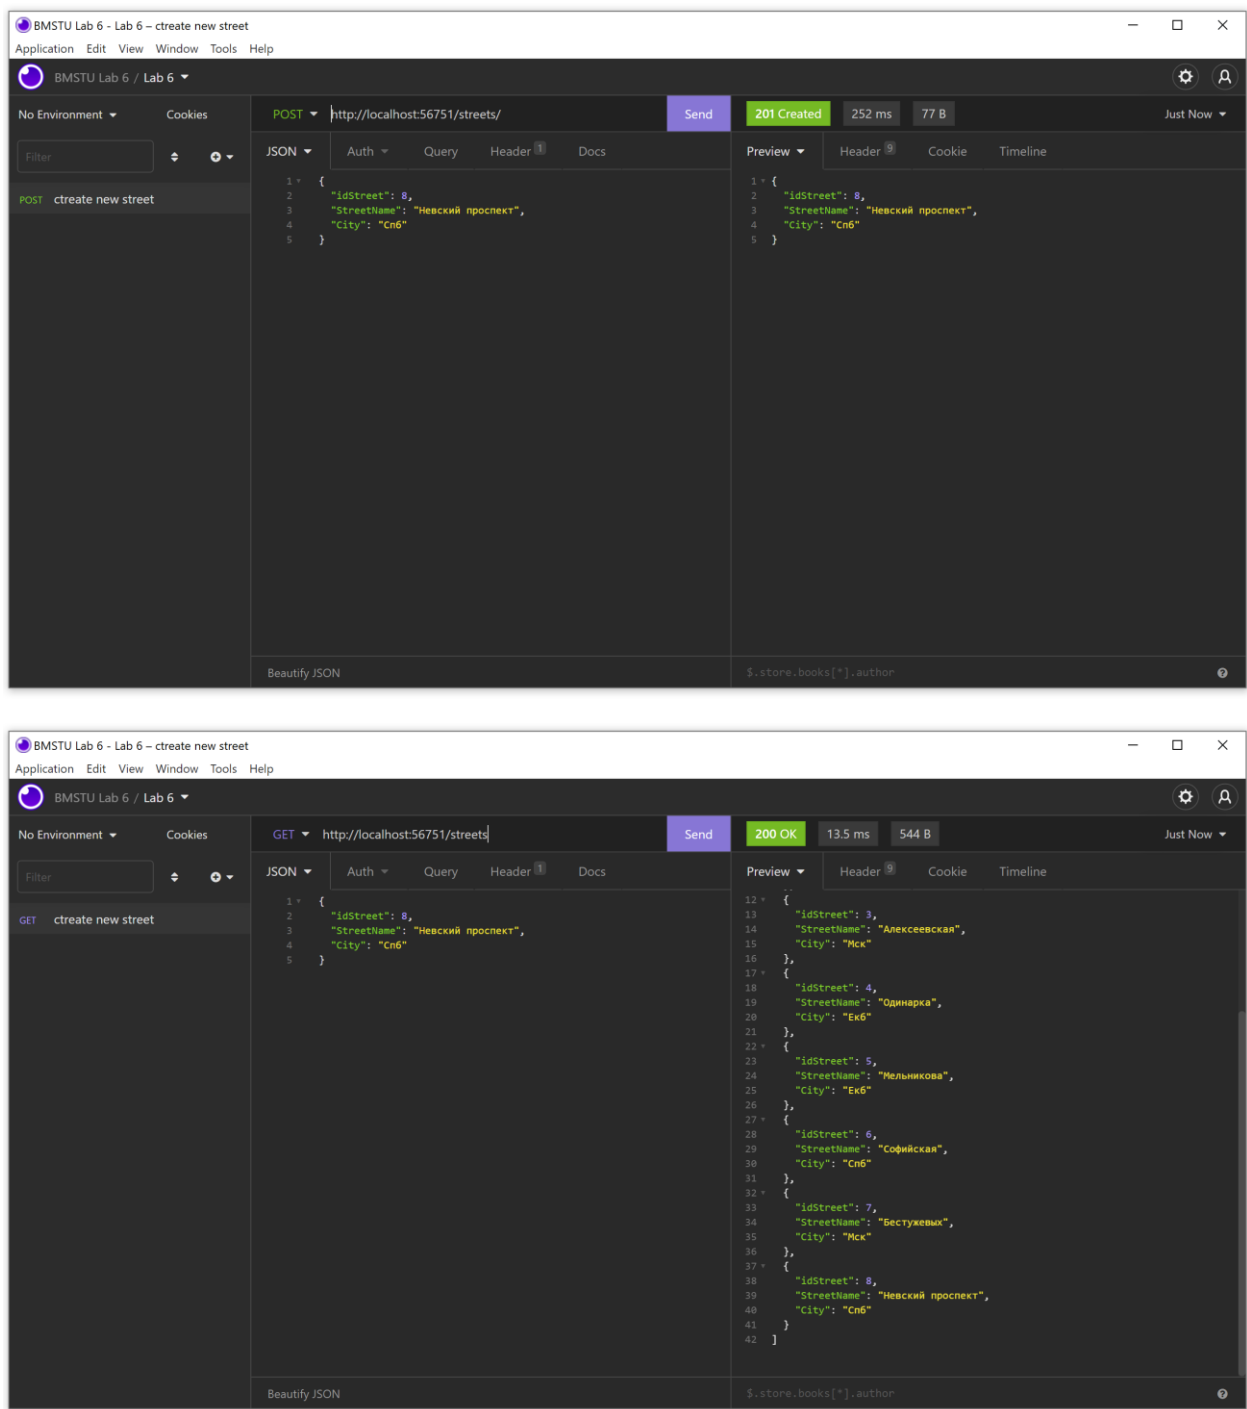 BMSTU Lab 6 - Lab 6 – ctreate new street
Application Edit View Window Tools Help
BMSTU Lab 6 / Lab 6
No Environment Cookies
POST http://localhost:56751/streets/ Send
201 Created 252 ms 77 B Just Now
Filter
JSON Auth Query Header 1 Docs
Preview Header 9 Cookie Timeline
POST ctreate new street
1 {
2 "idStreet": 8,
3 "StreetName": "Невский проспект",
4 "City": "Спб"
5 }
1 {
2 "idStreet": 8,
3 "StreetName": "Невский проспект",
4 "City": "Спб"
5 }
Beautify JSON
$.store.books[*].author
BMSTU Lab 6 - Lab 6 – ctreate new street
Application Edit View Window Tools Help
BMSTU Lab 6 / Lab 6
No Environment Cookies
GET http://localhost:56751/streets Send
200 OK 13.5 ms 544 B Just Now
Filter
JSON Auth Query Header 1 Docs
Preview Header 9 Cookie Timeline
GET ctreate new street
1 {
2 "idStreet": 8,
3 "StreetName": "Невский проспект",
4 "City": "Спб"
5 }
12 {
13 "idStreet": 3,
14 "StreetName": "Алексеевская",
15 "City": "Мск"
16 },
17 {
18 "idStreet": 4,
19 "StreetName": "Одинарка",
20 "City": "Екб"
21 },
22 {
23 "idStreet": 5,
24 "StreetName": "Мельникова",
25 "City": "Екб"
26 },
27 {
28 "idStreet": 6,
29 "StreetName": "Софийская",
30 "City": "Спб"
31 },
32 {
33 "idStreet": 7,
34 "StreetName": "Бестужевых",
35 "City": "Мск"
36 },
37 {
38 "idStreet": 8,
39 "StreetName": "Невский проспект",
40 "City": "Спб"
41 }
42 ]
Beautify JSON
$.store.books[*].author